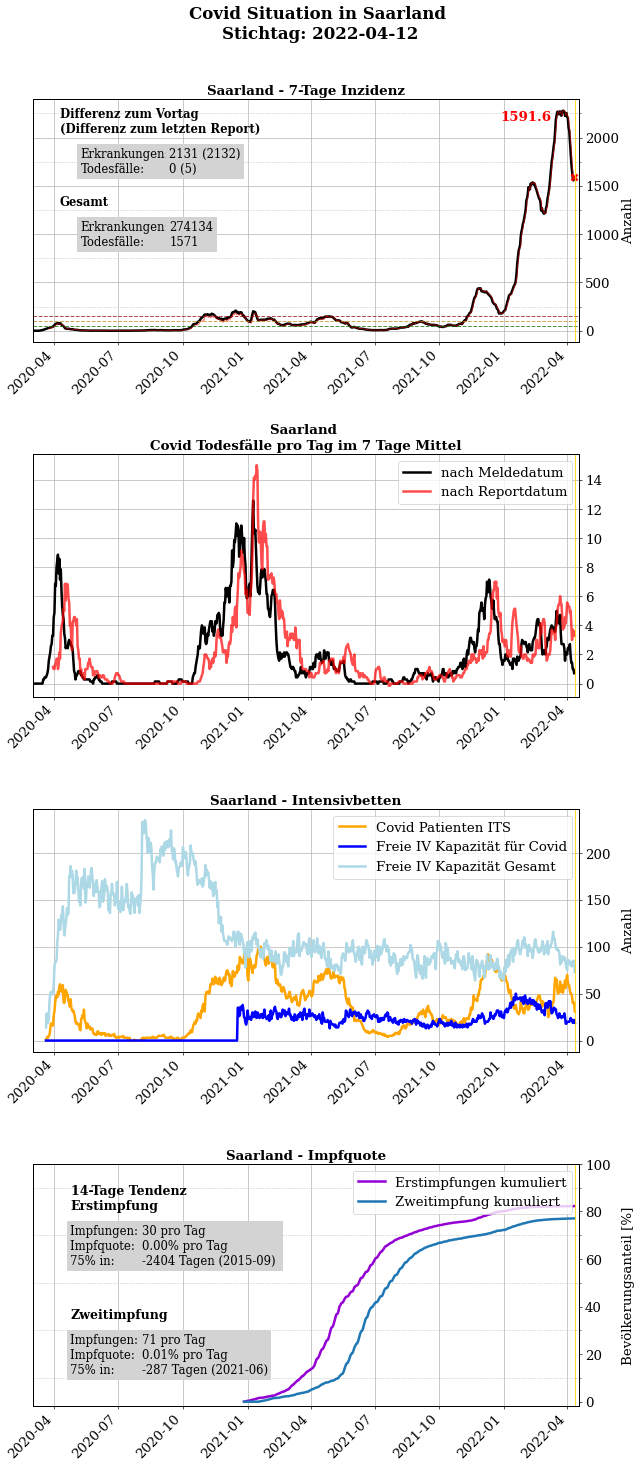 Covid Situation in Saarland
Stichtag: 2022-04-12
Saarland - 7-Tage Inzidenz
Differenz zum Vortag
(Differenz zum letzten Report)
Erkrankungen 2131 (2132)
Todesfälle: 0 (5)
Gesamt
Erkrankungen 274134
Todesfälle: 1571
1591.6
2000
1500
1000
500
0
Anzahl
2020-04
2020-07
2020-10
2021-01
2021-04
2021-07
2021-10
2022-01
2022-04
Saarland
Covid Todesfälle pro Tag im 7 Tage Mittel
nach Meldedatum
nach Reportdatum
14
12
10
8
6
4
2
0
2020-04
2020-07
2020-10
2021-01
2021-04
2021-07
2021-10
2022-01
2022-04
Saarland - Intensivbetten
Covid Patienten ITS
Freie IV Kapazität für Covid
Freie IV Kapazität Gesamt
200
150
100
50
0
Anzahl
2020-04
2020-07
2020-10
2021-01
2021-04
2021-07
2021-10
2022-01
2022-04
Saarland - Impfquote
14-Tage Tendenz
Erstimpfung
Impfungen: 30 pro Tag
Impfquote: 0.00% pro Tag
75% in: -2404 Tagen (2015-09)
Zweitimpfung
Impfungen: 71 pro Tag
Impfquote: 0.01% pro Tag
75% in: -287 Tagen (2021-06)
Erstimpfungen kumuliert
Zweitimpfung kumuliert
100
80
60
40
20
0
Bevölkerungsanteil [%]
2020-04
2020-07
2020-10
2021-01
2021-04
2021-07
2021-10
2022-01
2022-04